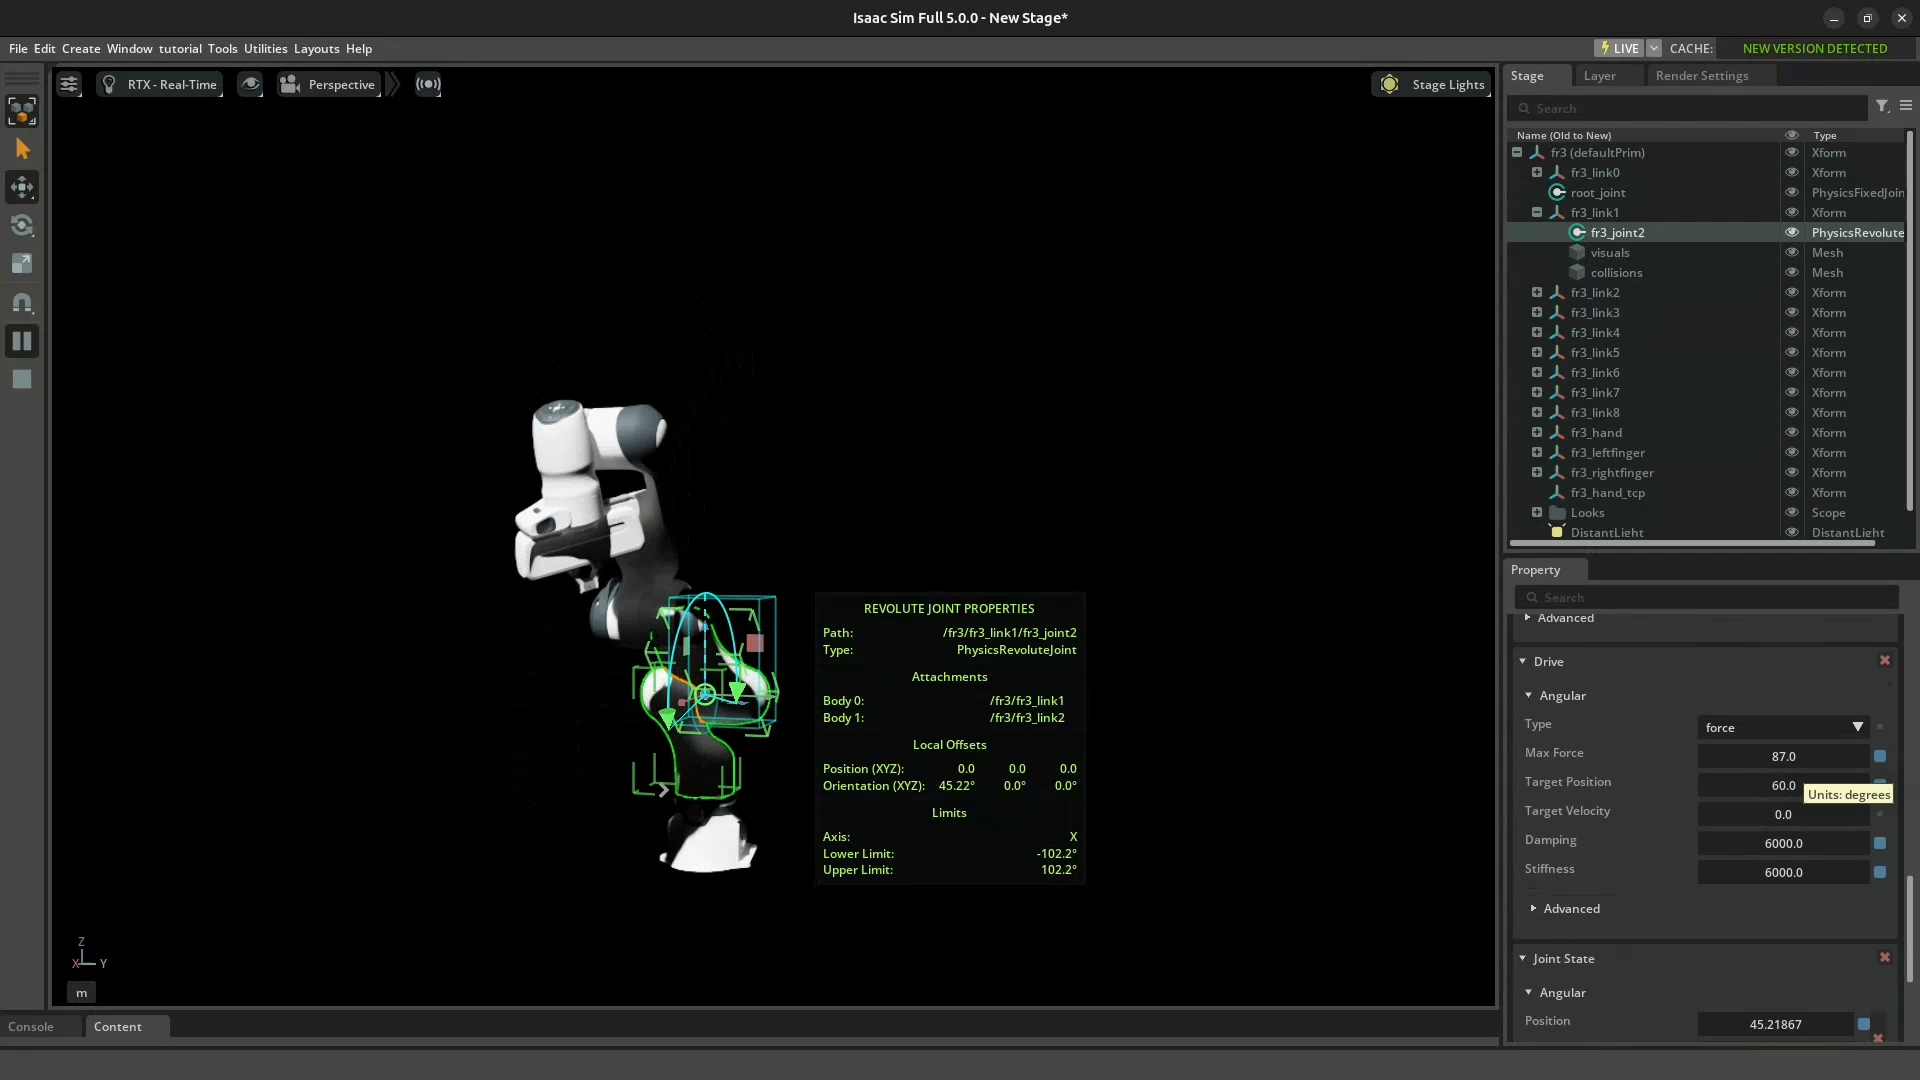 Isaac Sim Full 5.0.0 - New Stage*
File Edit Create Window tutorial Tools Utilities Layouts Help
LIVE CACHE: NEW VERSION DETECTED
RTX - Real-Time
Perspective
Stage Lights
Stage Layer Render Settings
Search
Name (Old to New) Type
fr3 (defaultPrim) Xform
fr3_link0 Xform
root_joint PhysicsFixedJoin
fr3_link1 Xform
fr3_joint2 PhysicsRevolute
visuals Mesh
collisions Mesh
fr3_link2 Xform
fr3_link3 Xform
fr3_link4 Xform
fr3_link5 Xform
fr3_link6 Xform
fr3_link7 Xform
fr3_link8 Xform
fr3_hand Xform
fr3_leftfinger Xform
fr3_rightfinger Xform
fr3_hand_tcp Xform
Looks Scope
DistantLight DistantLight
REVOLUTE JOINT PROPERTIES
Path: /fr3/fr3_link1/fr3_joint2
Type: PhysicsRevoluteJoint
Attachments
Body 0: /fr3/fr3_link1
Body 1: /fr3/fr3_link2
Local Offsets
Position (XYZ): 0.0 0.0 0.0
Orientation (XYZ): 45.22° 0.0° 0.0°
Limits
Axis: X
Lower Limit: -102.2°
Upper Limit: 102.2°
Property
Search
Advanced
Drive
Angular
Type force
Max Force 87.0
Target Position 60.0
Units: degrees
Target Velocity 0.0
Damping 6000.0
Stiffness 6000.0
Advanced
Joint State
Angular
Position 45.21867
Z
X Y
m
Console Content